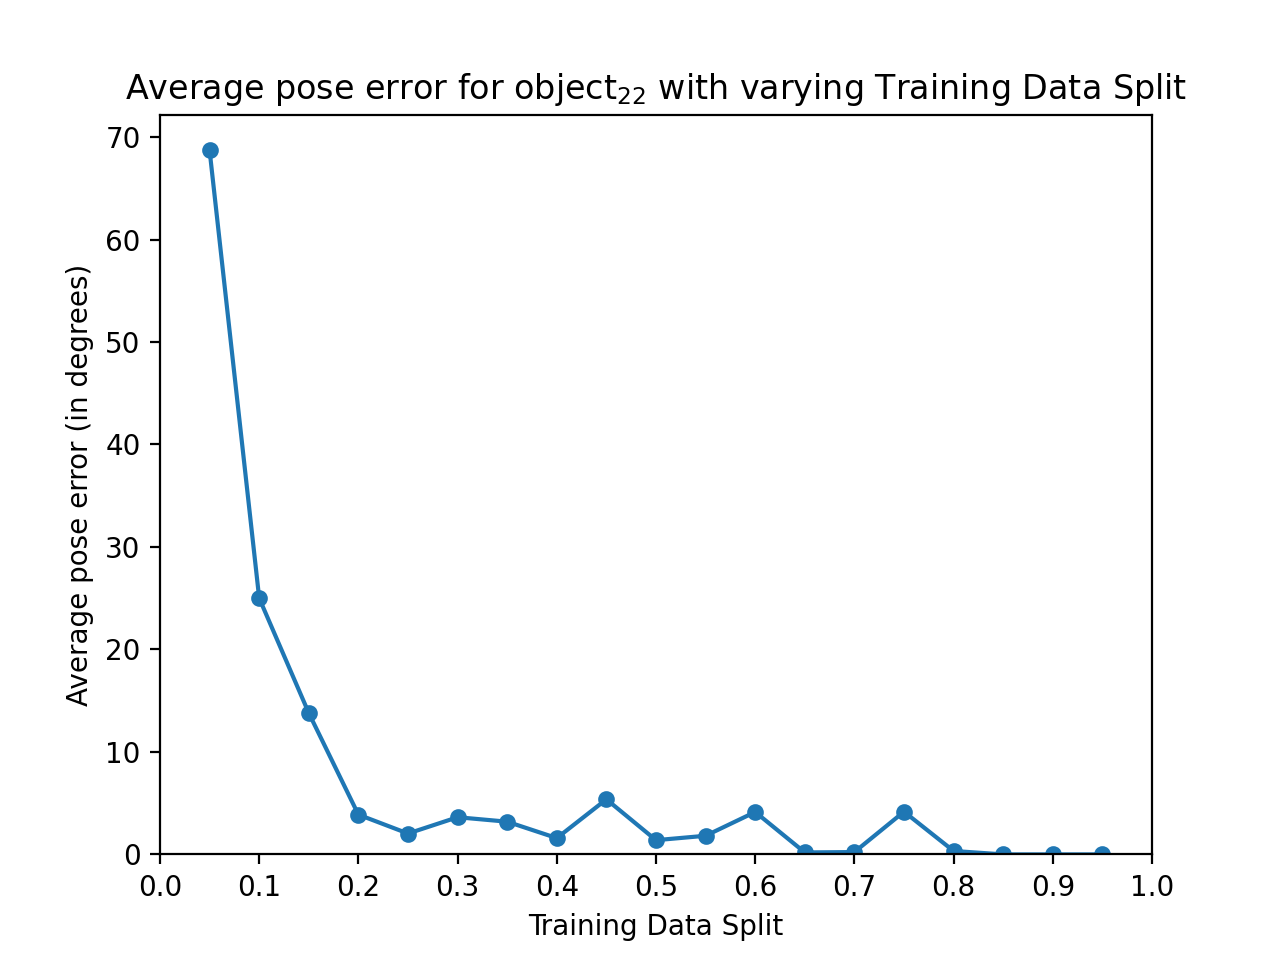 Average pose error for object₂₂ with varying Training Data Split
70
60
50
40
30
20
10
0
Average pose error (in degrees)
0.0 0.1 0.2 0.3 0.4 0.5 0.6 0.7 0.8 0.9 1.0
Training Data Split